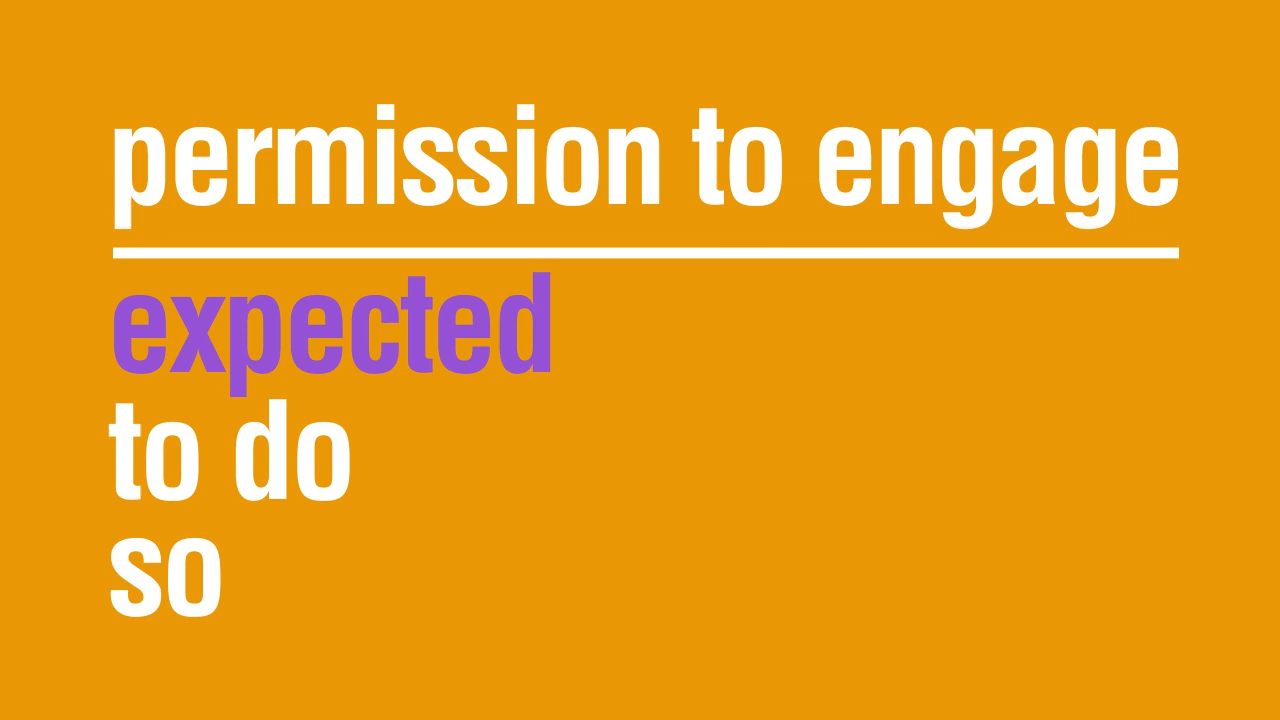 permission to engage
expected
to do
so